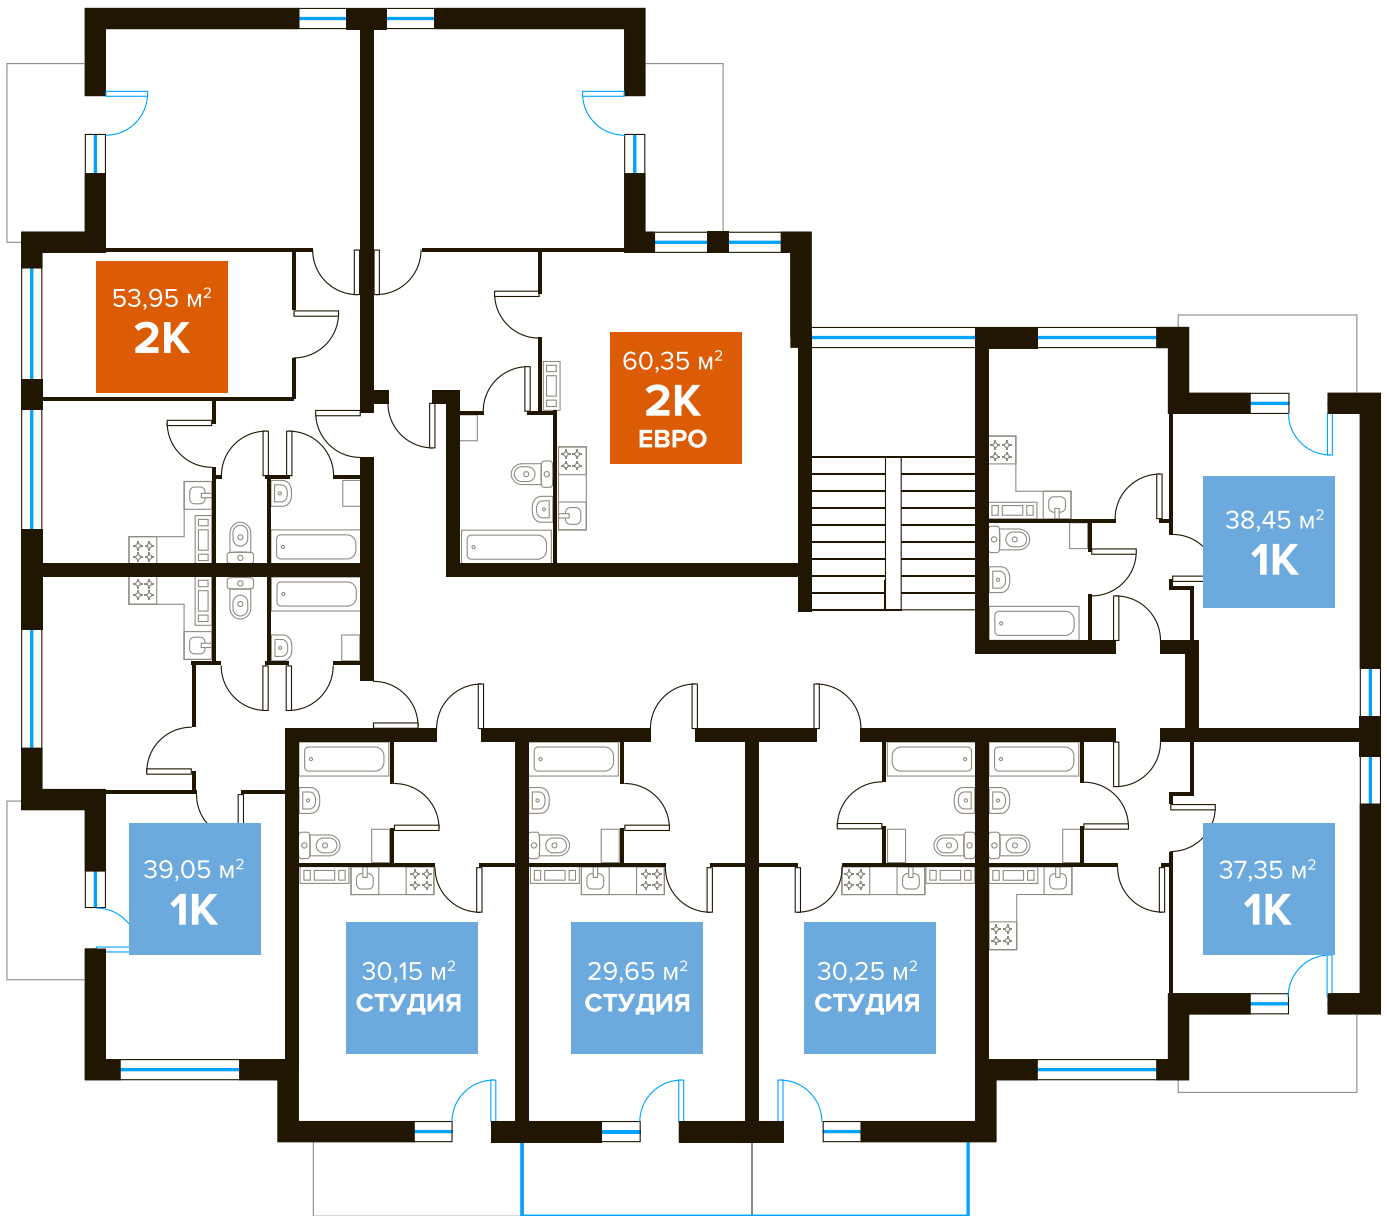 53,95 м²
2К
60,35 м²
2К
ЕВРО
38,45 м²
1К
39,05 м²
1К
37,35 м²
1К
30,15 м²
СТУДИЯ
29,65 м²
СТУДИЯ
30,25 м²
СТУДИЯ